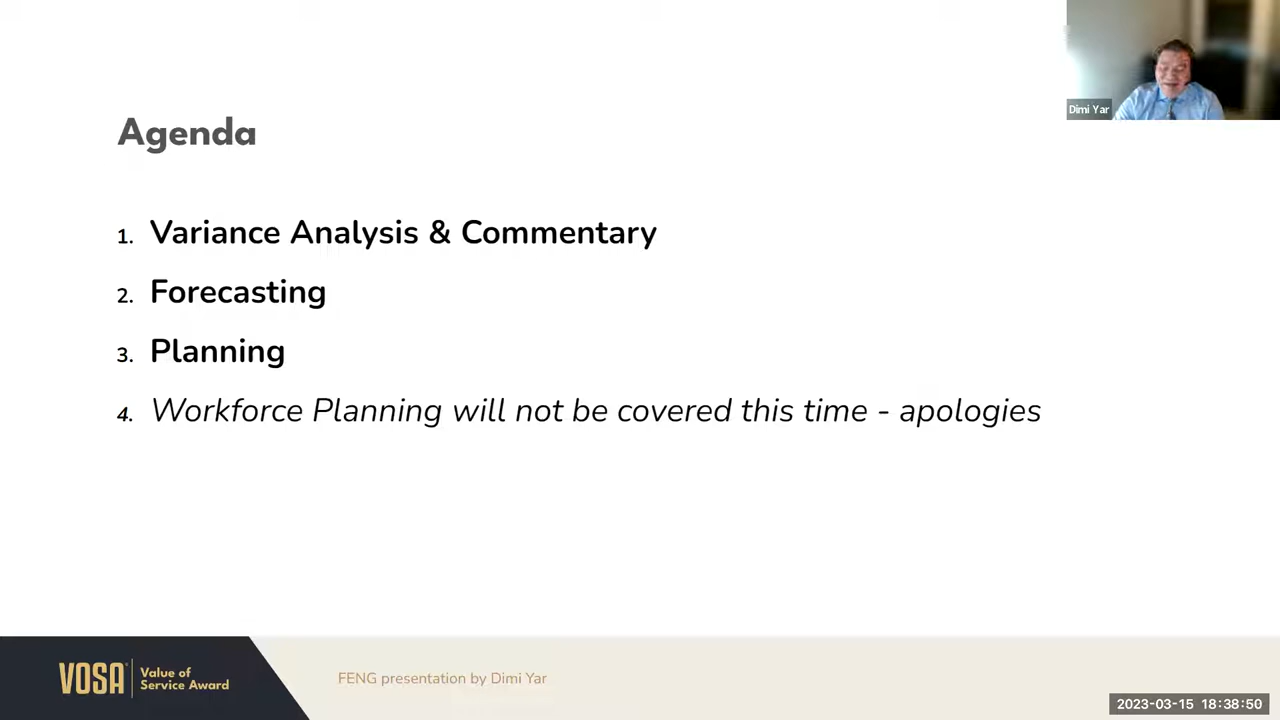 Dimi Yar
Agenda
1. Variance Analysis & Commentary
2. Forecasting
3. Planning
4. Workforce Planning will not be covered this time - apologies
VOSA®
Value of
Service Award
FENG presentation by Dimi Yar
2023-03-15 18:38:50